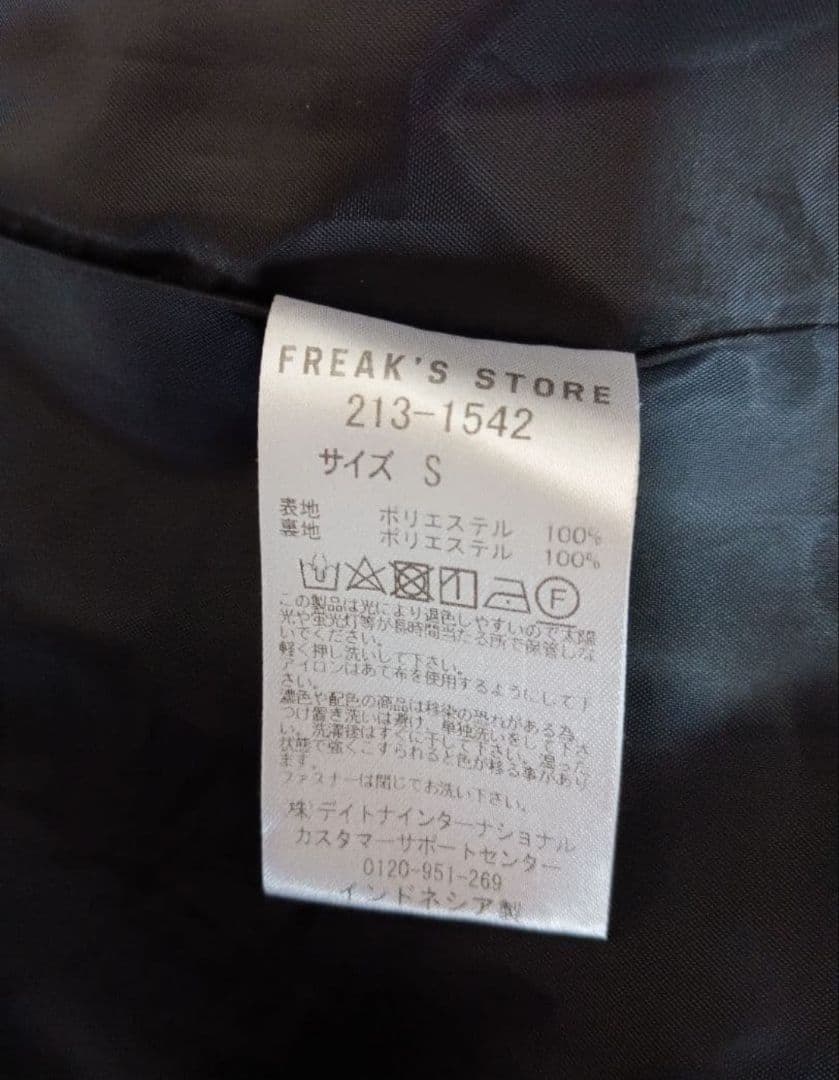 FREAK'S STORE
213-1542
サイズ S
表地 ポリエステル 100%
裏地 ポリエステル 100%
F
この製品は光により退色しやすいので太陽
光や蛍光灯等が長時間当たる所で保管しな
いでください。
軽く押し洗いして下さい。
アイロンはあて布を使用するようにして下
さい。
濃色や配色の商品は移染の恐れがある為、
つけ置き洗いは避け、単独洗いをして下さ
い。洗濯後はすぐに干して下さい。湿った
状態で強くこすられると色が移る事があり
ます。
ファスナーは閉じてお洗い下さい。
㈱デイトナインターナショナル
カスタマーサポートセンター
0120-951-269
インドネシア製